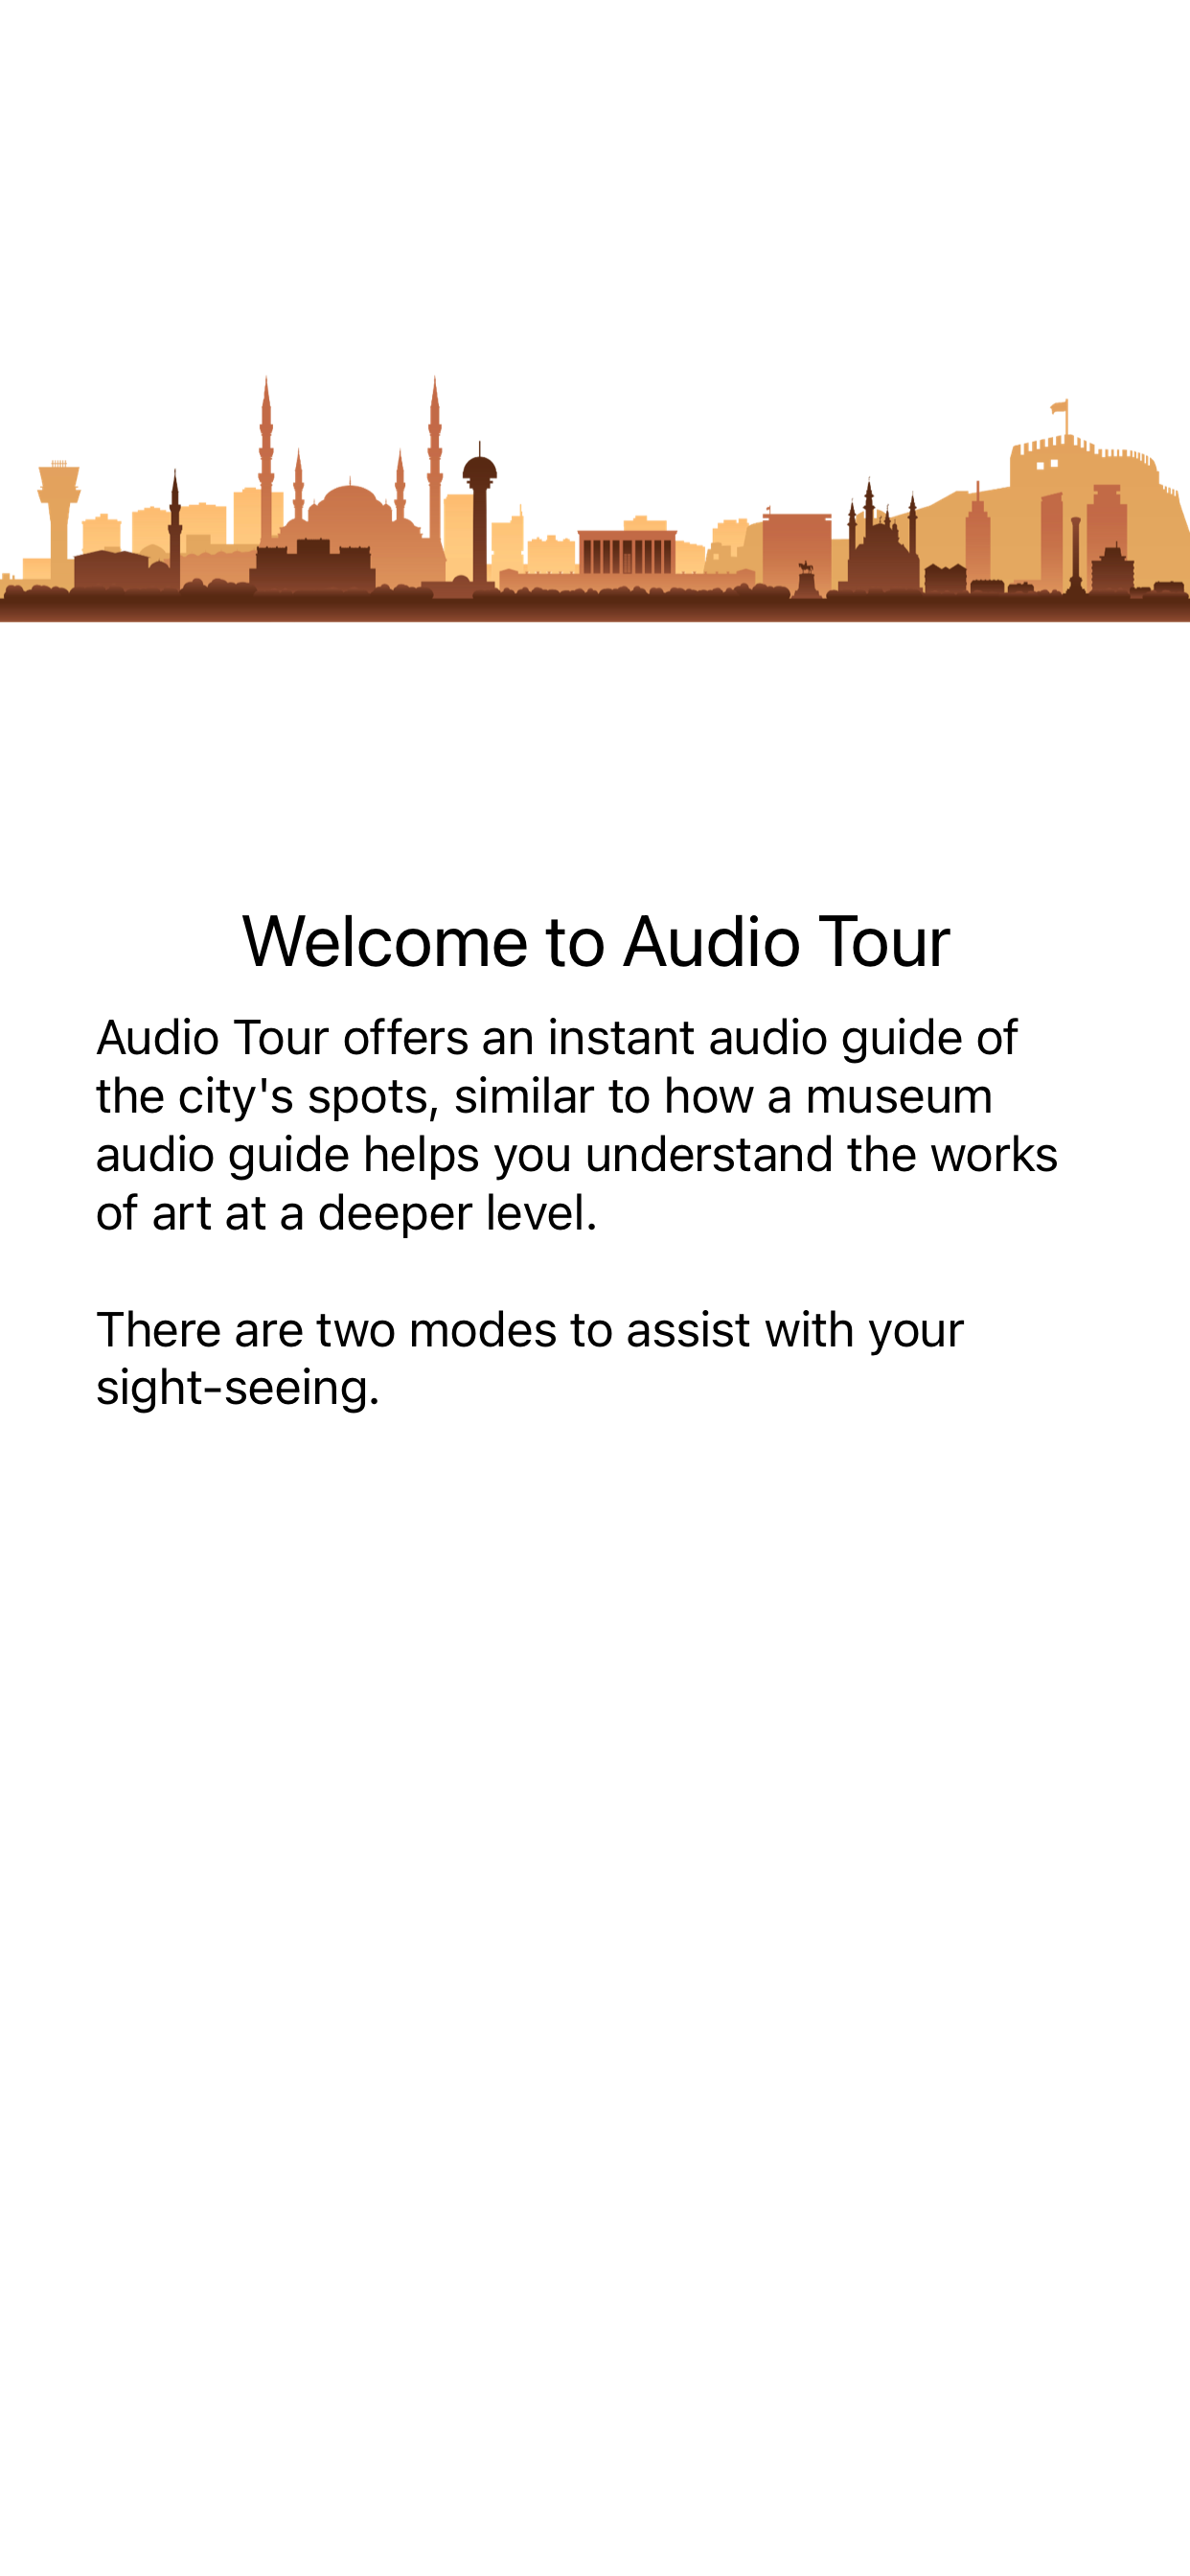 Welcome to Audio Tour
Audio Tour offers an instant audio guide of
the city's spots, similar to how a museum
audio guide helps you understand the works
of art at a deeper level.
There are two modes to assist with your
sight-seeing.